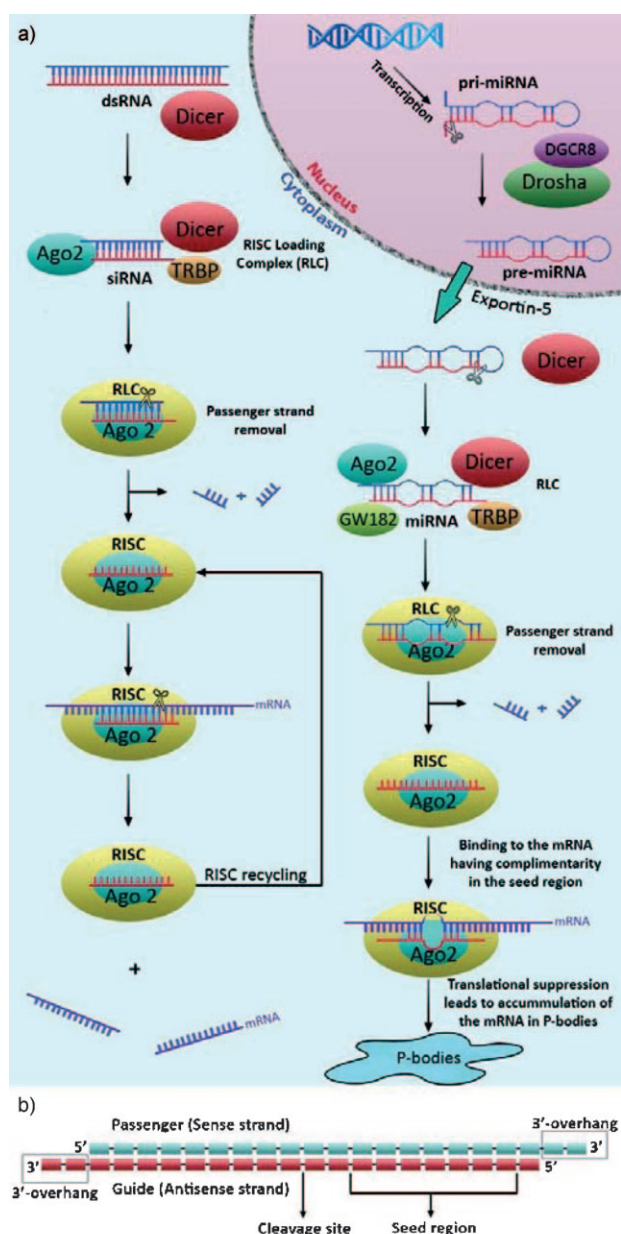 a)
dsRNA
Dicer
Ago2
siRNA
Dicer
TRBP
RISC Loading
Complex (RLC)
RLC
Ago 2
Passenger strand
removal
+
RISC
Ago 2
RISC
mRNA
Ago 2
RISC
Ago 2
RISC recycling
+
mRNA
Transcription
pri-miRNA
DGCR8
Drosha
Nucleus
Cytoplasm
pre-miRNA
Exportin-5
Dicer
Ago2
Dicer
RLC
GW182
miRNA
TRBP
RLC
Ago2
Passenger strand
removal
+
RISC
Ago2
Binding to the mRNA
having complimentarity
in the seed region
RISC
mRNA
Ago2
Translational suppression
leads to accumulation of
the mRNA in P-bodies
P-bodies
b)
Passenger (Sense strand)
3'-overhang
5'
3'
3'
5'
3'-overhang
Guide (Antisense strand)
Cleavage site
Seed region